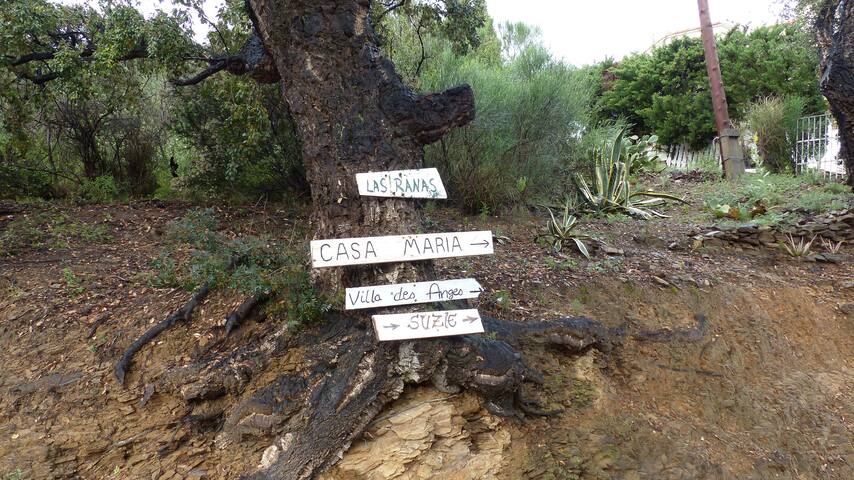 LAS RANAS
CASA MARIA →
Villa des Anges →
→ SUZIE →